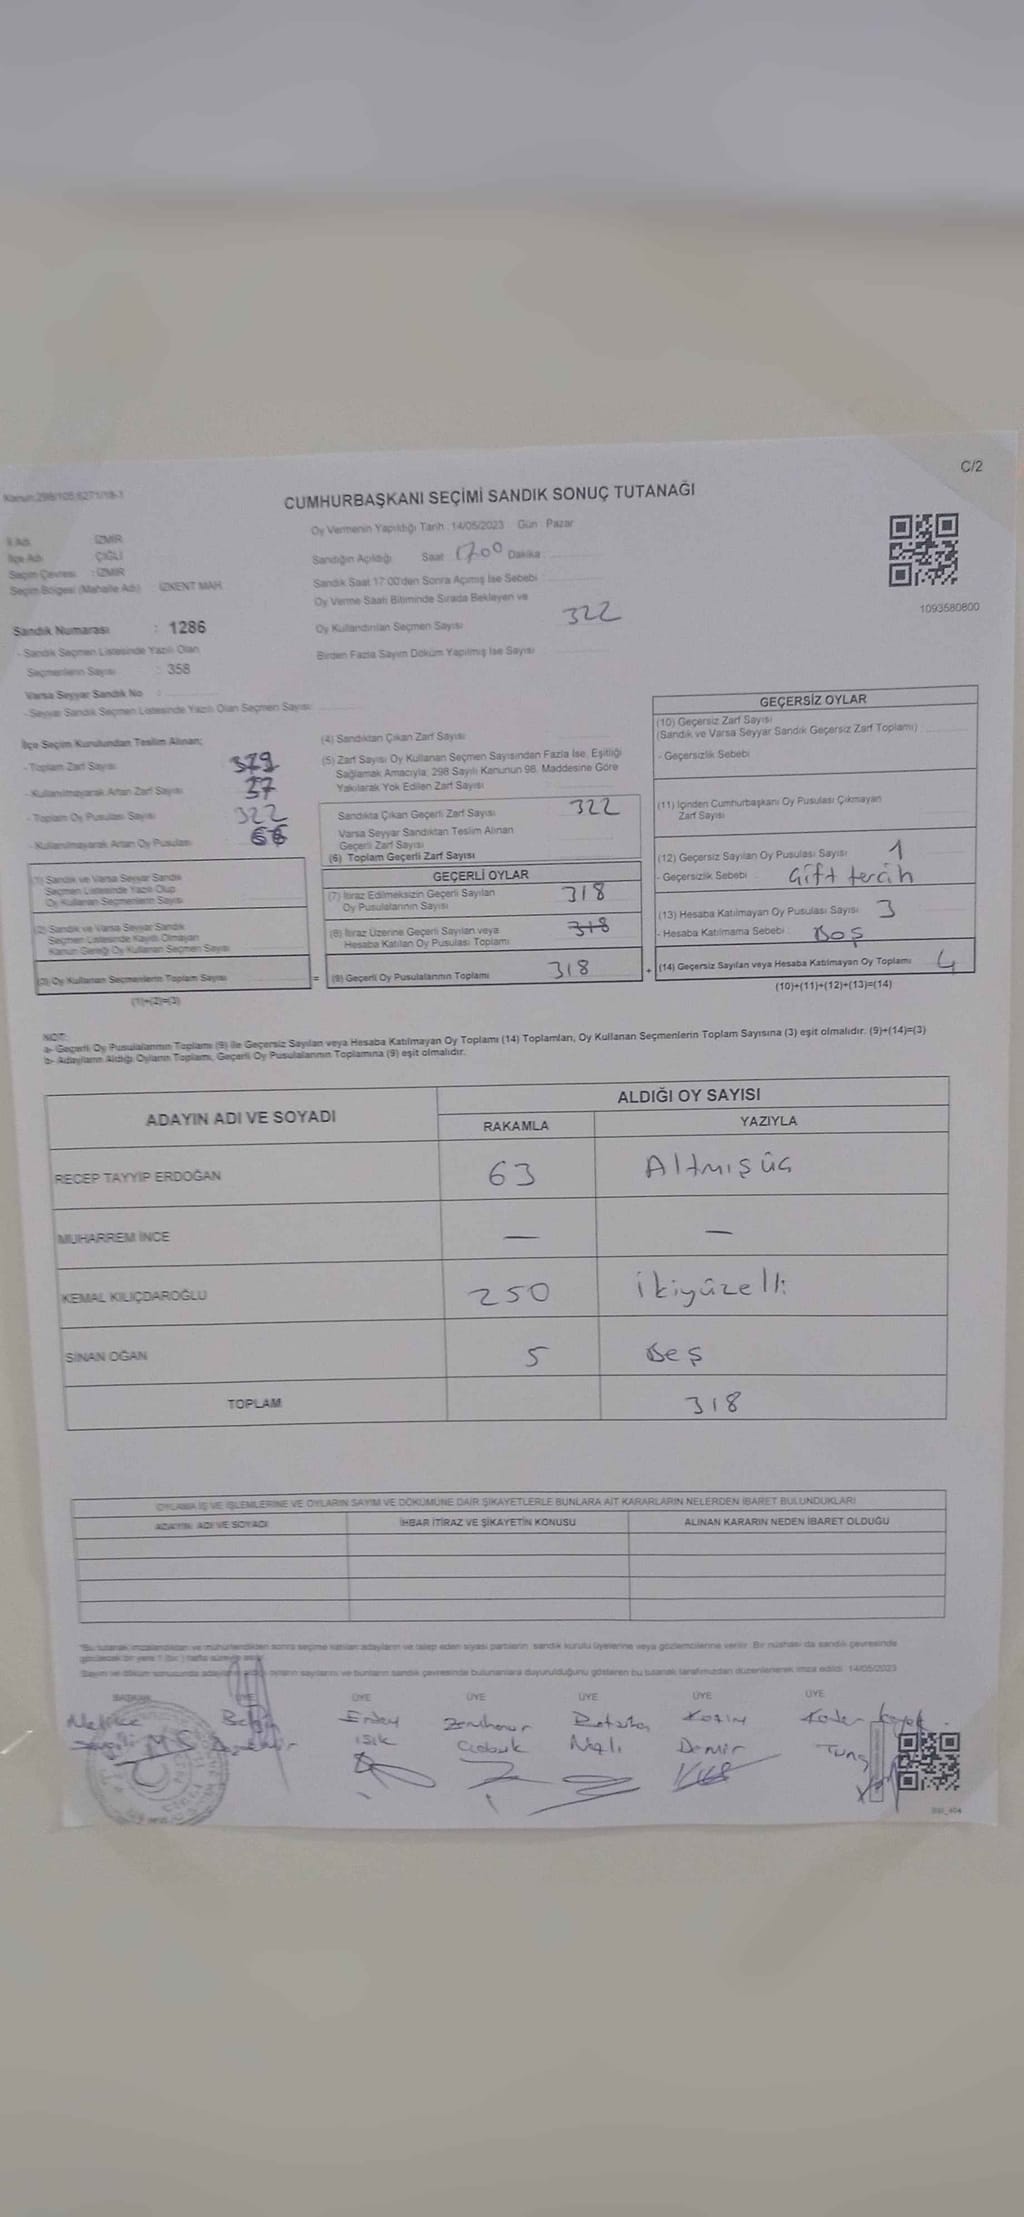 C/2
Kanun:298/105,6271/18-1
CUMHURBAŞKANI SEÇİMİ SANDIK SONUÇ TUTANAĞI
İl Adı İZMİR
İlçe Adı ÇİĞLİ
Seçim Çevresi : İZMİR
Seçim Bölgesi (Mahalle Adı) İZKENT MAH.
Sandık Numarası : 1286
- Sandık Seçmen Listesinde Yazılı Olan
Seçmenlerin Sayısı : 358
Varsa Seyyar Sandık No :
- Seyyar Sandık Seçmen Listesinde Yazılı Olan Seçmen Sayısı
Oy Vermenin Yapıldığı Tarih : 14/05/2023 Gün : Pazar
Sandığın Açıldığı Saat 1700 Dakika
Sandık Saat 17:00'den Sonra Açmış İse Sebebi
Oy Verme Saati Bitiminde Sırada Bekleyen ve
Oy Kullandırılan Seçmen Sayısı 322
Birden Fazla Sayım Döküm Yapılmış İse Sayısı
1093580800
İlçe Seçim Kurulundan Teslim Alınan;
- Toplam Zarf Sayısı
- Kullanılmayarak Artan Zarf Sayısı 37
- Toplam Oy Pusulası Sayısı 322
- Kullanılmayarak Artan Oy Pusulası
(1) Sandık ve Varsa Seyyar Sandık
Seçmen Listesinde Yazılı Olup
Oy Kullanan Seçmenlerin Sayısı
(2) Sandık ve Varsa Seyyar Sandık
Seçmen Listesinde Kayıtlı Olmayan
Kanun Gereği Oy Kullanan Seçmen Sayısı
(3) Oy Kullanan Seçmenlerin Toplam Sayısı
(1)+(2)=(3)
(4) Sandıktan Çıkan Zarf Sayısı
(5) Zarf Sayısı Oy Kullanan Seçmen Sayısından Fazla İse, Eşitliği
Sağlamak Amacıyla, 298 Sayılı Kanunun 98. Maddesine Göre
Yakılarak Yok Edilen Zarf Sayısı
Sandıkta Çıkan Geçerli Zarf Sayısı 322
Varsa Seyyar Sandıktan Teslim Alınan
Geçerli Zarf Sayısı
(6) Toplam Geçerli Zarf Sayısı
GEÇERLİ OYLAR
(7) İtiraz Edilmeksizin Geçerli Sayılan
Oy Pusulalarının Sayısı 318
(8) İtiraz Üzerine Geçerli Sayılan veya
Hesaba Katılan Oy Pusulası Toplamı 318
= (9) Geçerli Oy Pusulalarının Toplamı 318 +
GEÇERSİZ OYLAR
(10) Geçersiz Zarf Sayısı
(Sandık ve Varsa Seyyar Sandık Geçersiz Zarf Toplamı)
- Geçersizlik Sebebi
(11) İçinden Cumhurbaşkanı Oy Pusulası Çıkmayan
Zarf Sayısı
(12) Geçersiz Sayılan Oy Pusulası Sayısı 1
- Geçersizlik Sebebi Çift tercih
(13) Hesaba Katılmayan Oy Pusulası Sayısı 3
- Hesaba Katılmama Sebebi Boş
(14) Geçersiz Sayılan veya Hesaba Katılmayan Oy Toplamı 4
(10)+(11)+(12)+(13)=(14)
NOT:
a- Geçerli Oy Pusulalarının Toplamı (9) ile Geçersiz Sayılan veya Hesaba Katılmayan Oy Toplamı (14) Toplamları, Oy Kullanan Seçmenlerin Toplam Sayısına (3) eşit olmalıdır. (9)+(14)=(3)
b- Adayların Aldığı Oyların Toplamı, Geçerli Oy Pusulalarının Toplamına (9) eşit olmalıdır.
ADAYIN ADI VE SOYADI
ALDIĞI OY SAYISI
RAKAMLA YAZIYLA
RECEP TAYYİP ERDOĞAN 63 Altmışüç
MUHARREM İNCE — —
KEMAL KILIÇDAROĞLU 250 İkiyüzelli
SİNAN OĞAN 5 Beş
TOPLAM 318
OYLAMA İŞ VE İŞLEMLERİNE VE OYLARIN SAYIM VE DÖKÜMÜNE DAİR ŞİKAYETLERLE BUNLARA AİT KARARLARIN NELERDEN İBARET BULUNDUKLARI
ADAYIN ADI VE SOYADI İHBAR İTİRAZ VE ŞİKAYETİN KONUSU ALINAN KARARIN NEDEN İBARET OLDUĞU
*Bu tutanak imzalandıktan ve mühürlendikten sonra seçime katılan adayların ve talep eden siyasi partilerin sandık kurulu üyelerine veya gözlemcilerine verilir. Bir nüshası da sandık çevresinde
görülecek bir yere 1 (bir) hafta süreyle asılır.
Sayım ve döküm sonucunda adayların aldığı oyların sayılarını ve bunların sandık çevresinde bulunanlara duyurulduğunu gösteren bu tutanak tarafımızdan düzenlenerek imza edildi. 14/05/2023
BAŞKAN ÜYE ÜYE ÜYE ÜYE ÜYE ÜYE
Kazım
Işık Demir
Tunç